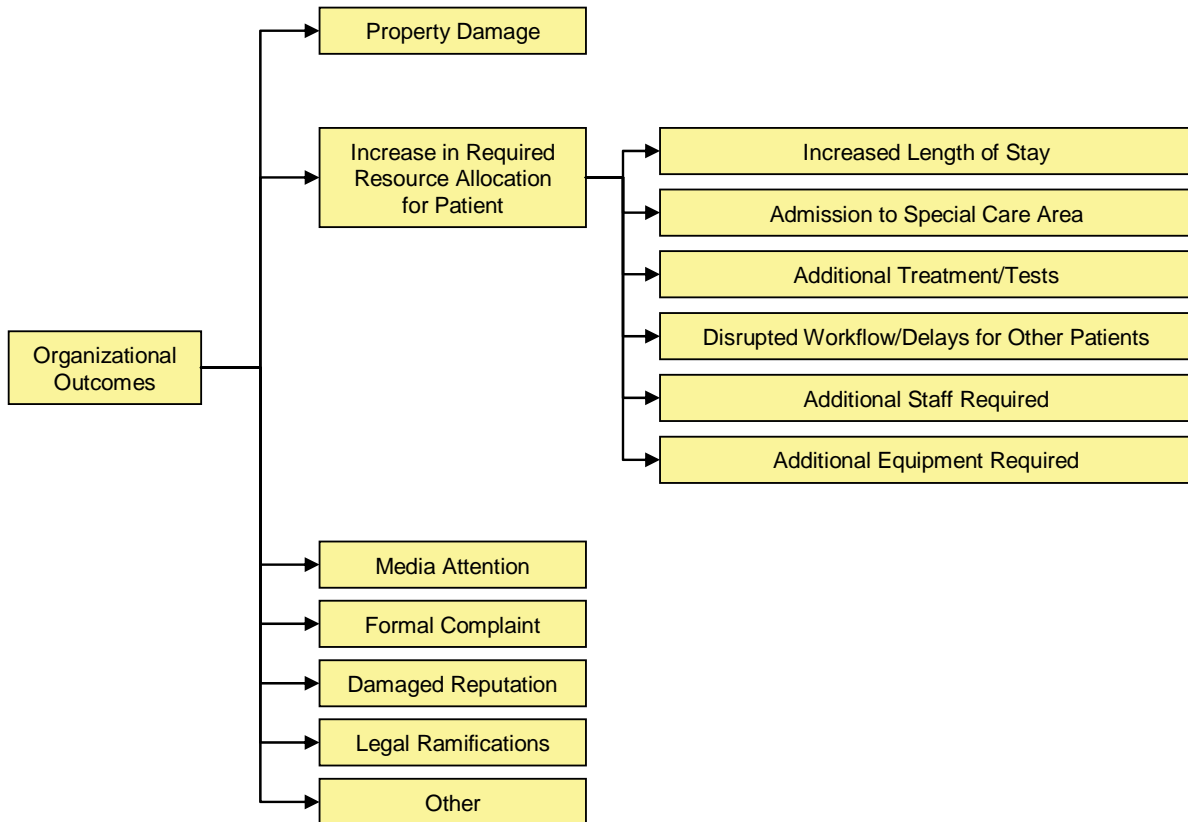 Property Damage
Increase in Required
Resource Allocation
for Patient
Increased Length of Stay
Admission to Special Care Area
Additional Treatment/Tests
Disrupted Workflow/Delays for Other Patients
Additional Staff Required
Additional Equipment Required
Organizational
Outcomes
Media Attention
Formal Complaint
Damaged Reputation
Legal Ramifications
Other